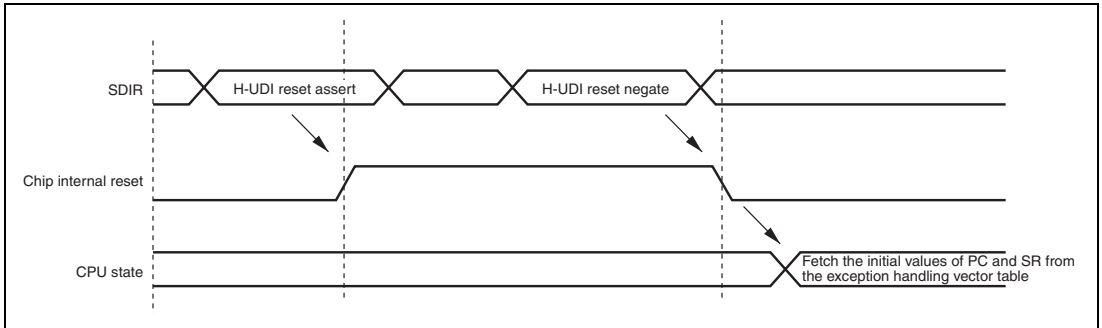 SDIR
H-UDI reset assert
H-UDI reset negate
Chip internal reset
CPU state
Fetch the initial values of PC and SR from
the exception handling vector table